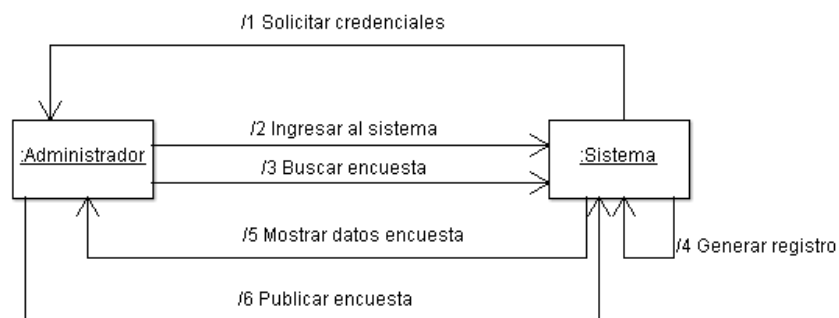 /1 Solicitar credenciales
:Administrador
/2 Ingresar al sistema
:Sistema
/3 Buscar encuesta
/5 Mostrar datos encuesta
/4 Generar registro
/6 Publicar encuesta